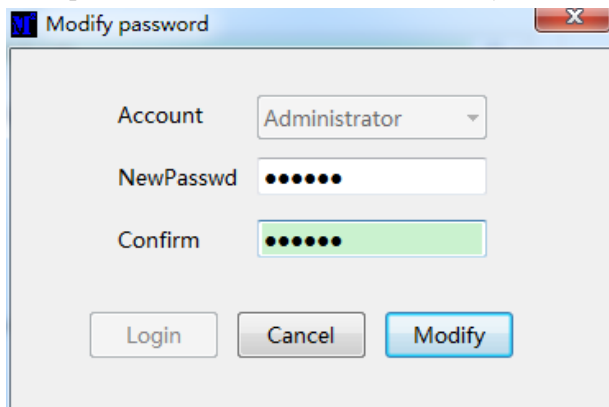 Modify password
Account Administrator
NewPasswd ●●●●●●
Confirm ●●●●●●
Login Cancel Modify